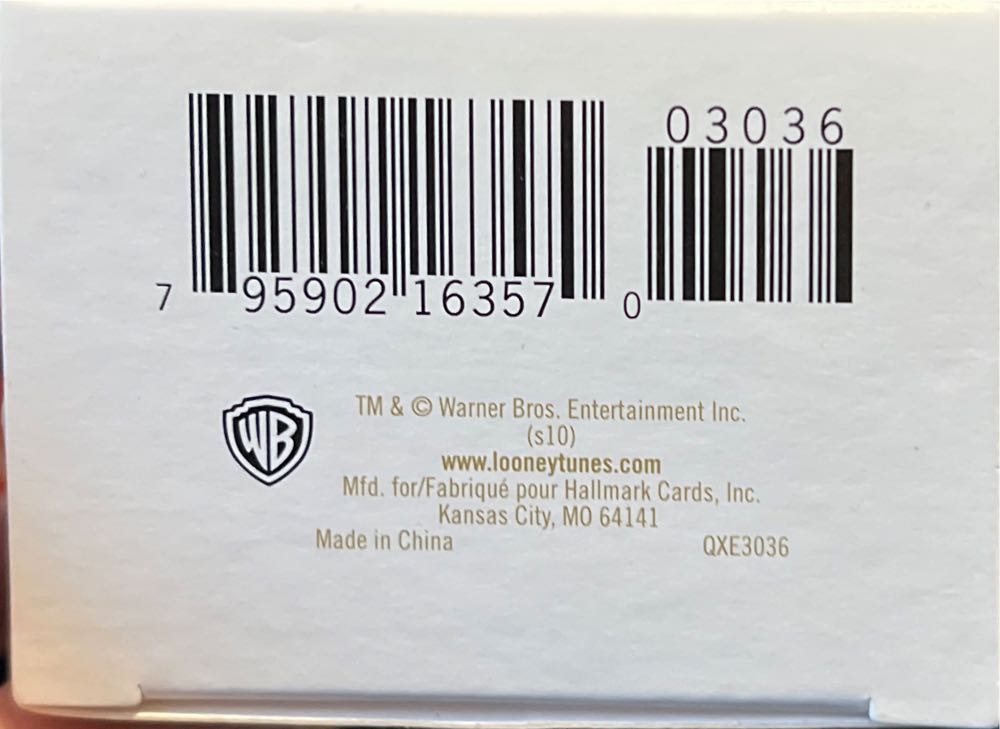 03036
7 95902 16357 0
WB
TM & © Warner Bros. Entertainment Inc.
(s10)
www.looneytunes.com
Mfd. for/Fabriqué pour Hallmark Cards, Inc.
Kansas City, MO 64141
Made in China QXE3036